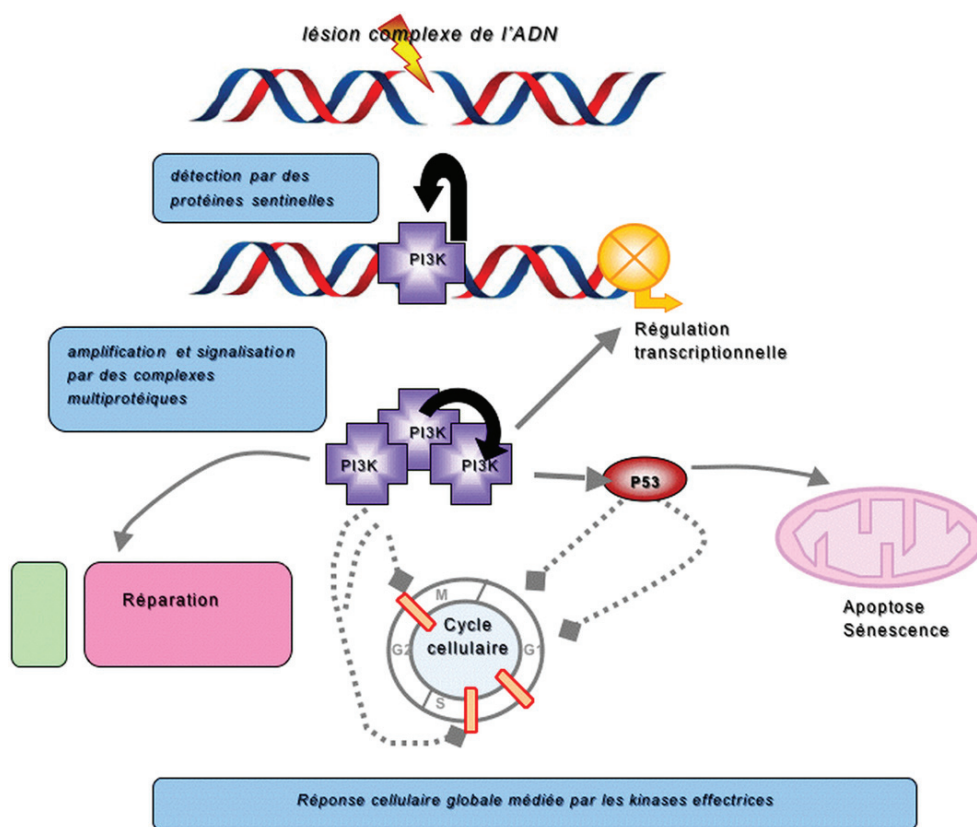 lésion complexe de l'ADN
détection par des
protéines sentinelles
PI3K
Régulation
transcriptionnelle
amplification et signalisation
par des complexes
multiprotéiques
PI3K
PI3K
PI3K
P53
Réparation
M
G2
G1
S
Cycle
cellulaire
Apoptose
Sénescence
Réponse cellulaire globale médiée par les kinases effectrices